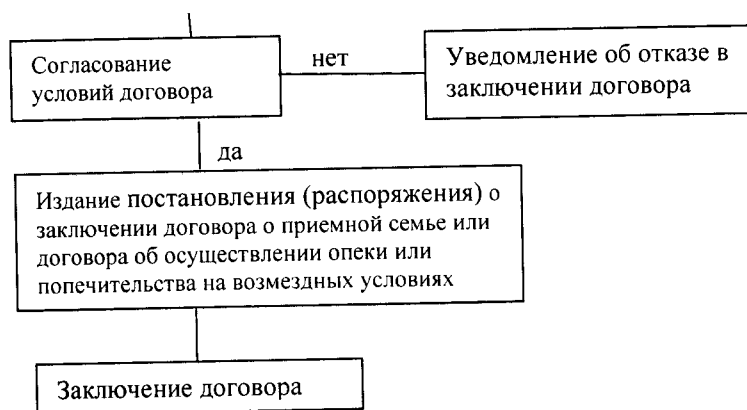 Согласование
условий договора
нет
Уведомление об отказе в
заключении договора
да
Издание постановления (распоряжения) о
заключении договора о приемной семье или
договора об осуществлении опеки или
попечительства на возмездных условиях
Заключение договора